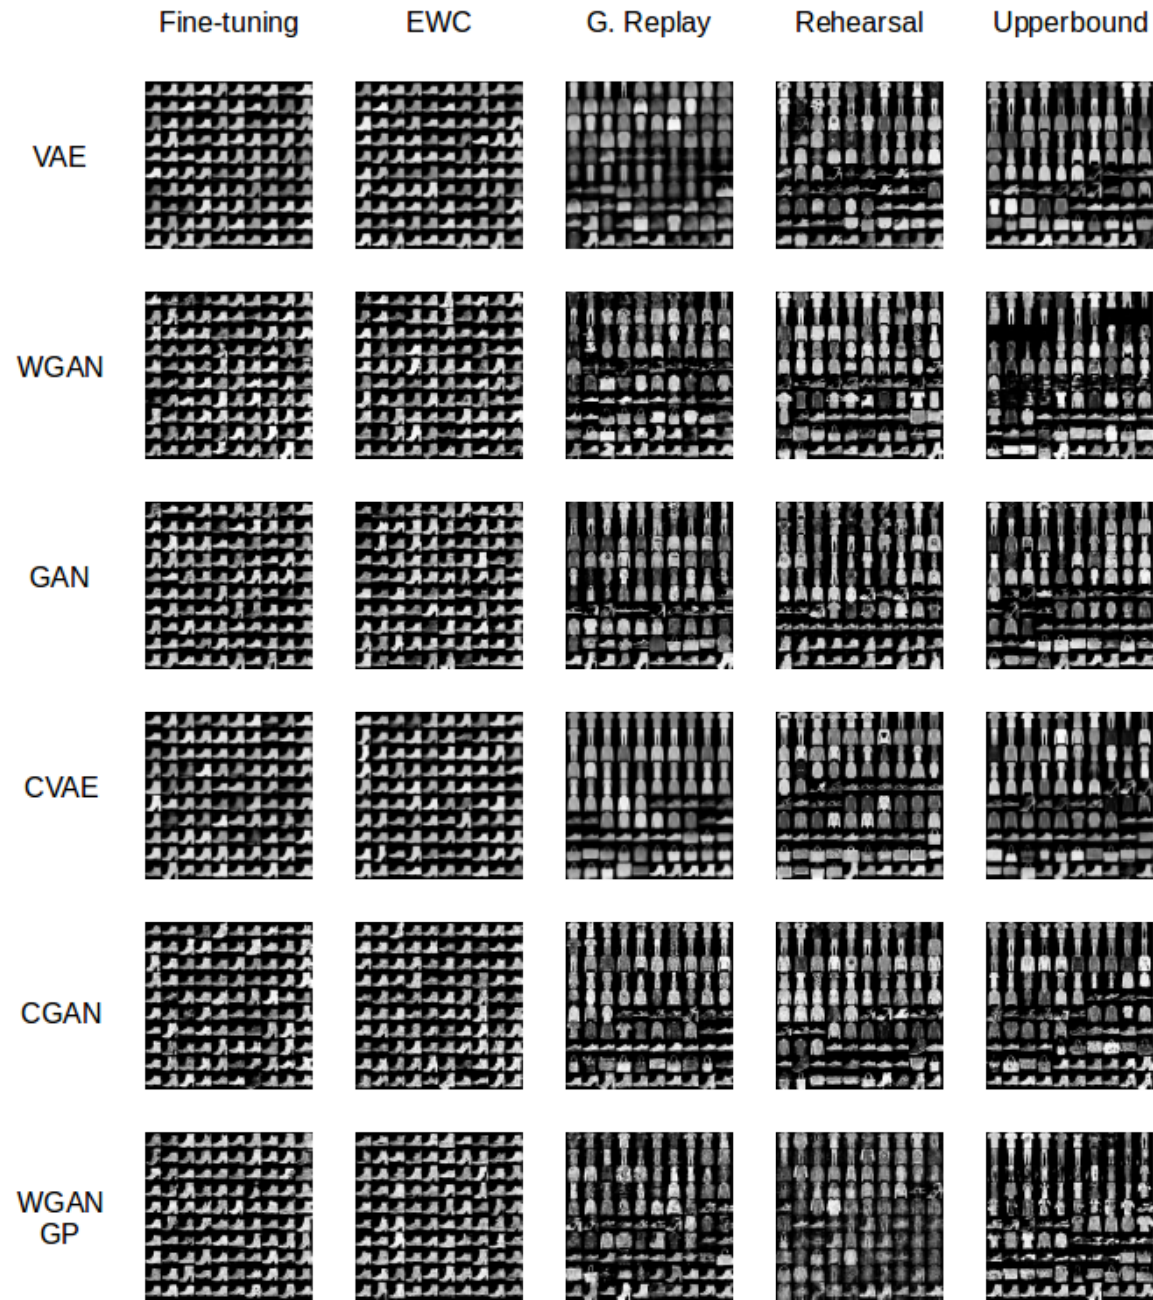 Fine-tuning EWC G. Replay Rehearsal Upperbound
VAE
WGAN
GAN
CVAE
CGAN
WGAN
GP